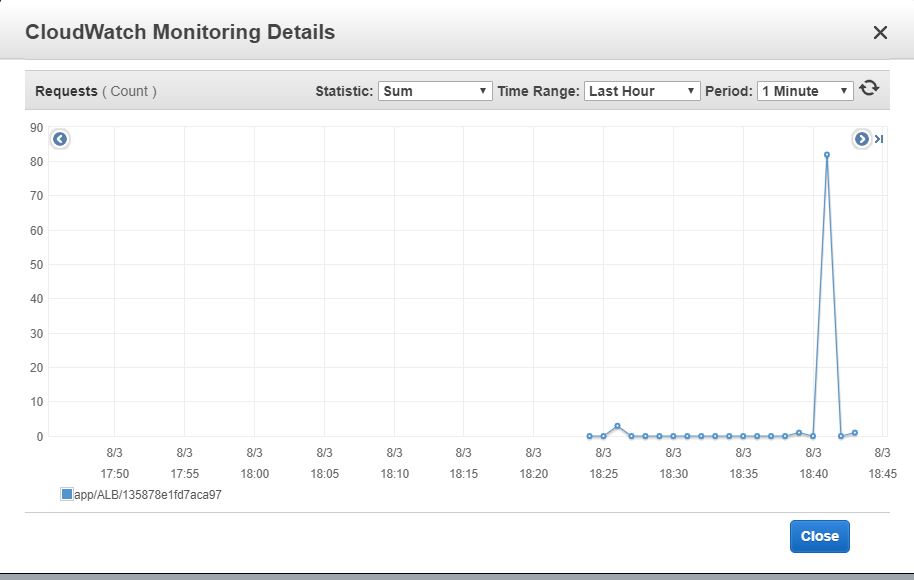 CloudWatch Monitoring Details
Requests ( Count ) Statistic: Sum Time Range: Last Hour Period: 1 Minute
90
80
70
60
50
40
30
20
10
0
8/3 8/3 8/3 8/3 8/3 8/3 8/3 8/3 8/3 8/3 8/3 8/3
17:50 17:55 18:00 18:05 18:10 18:15 18:20 18:25 18:30 18:35 18:40 18:45
app/ALB/135878e1fd7aca97
Close